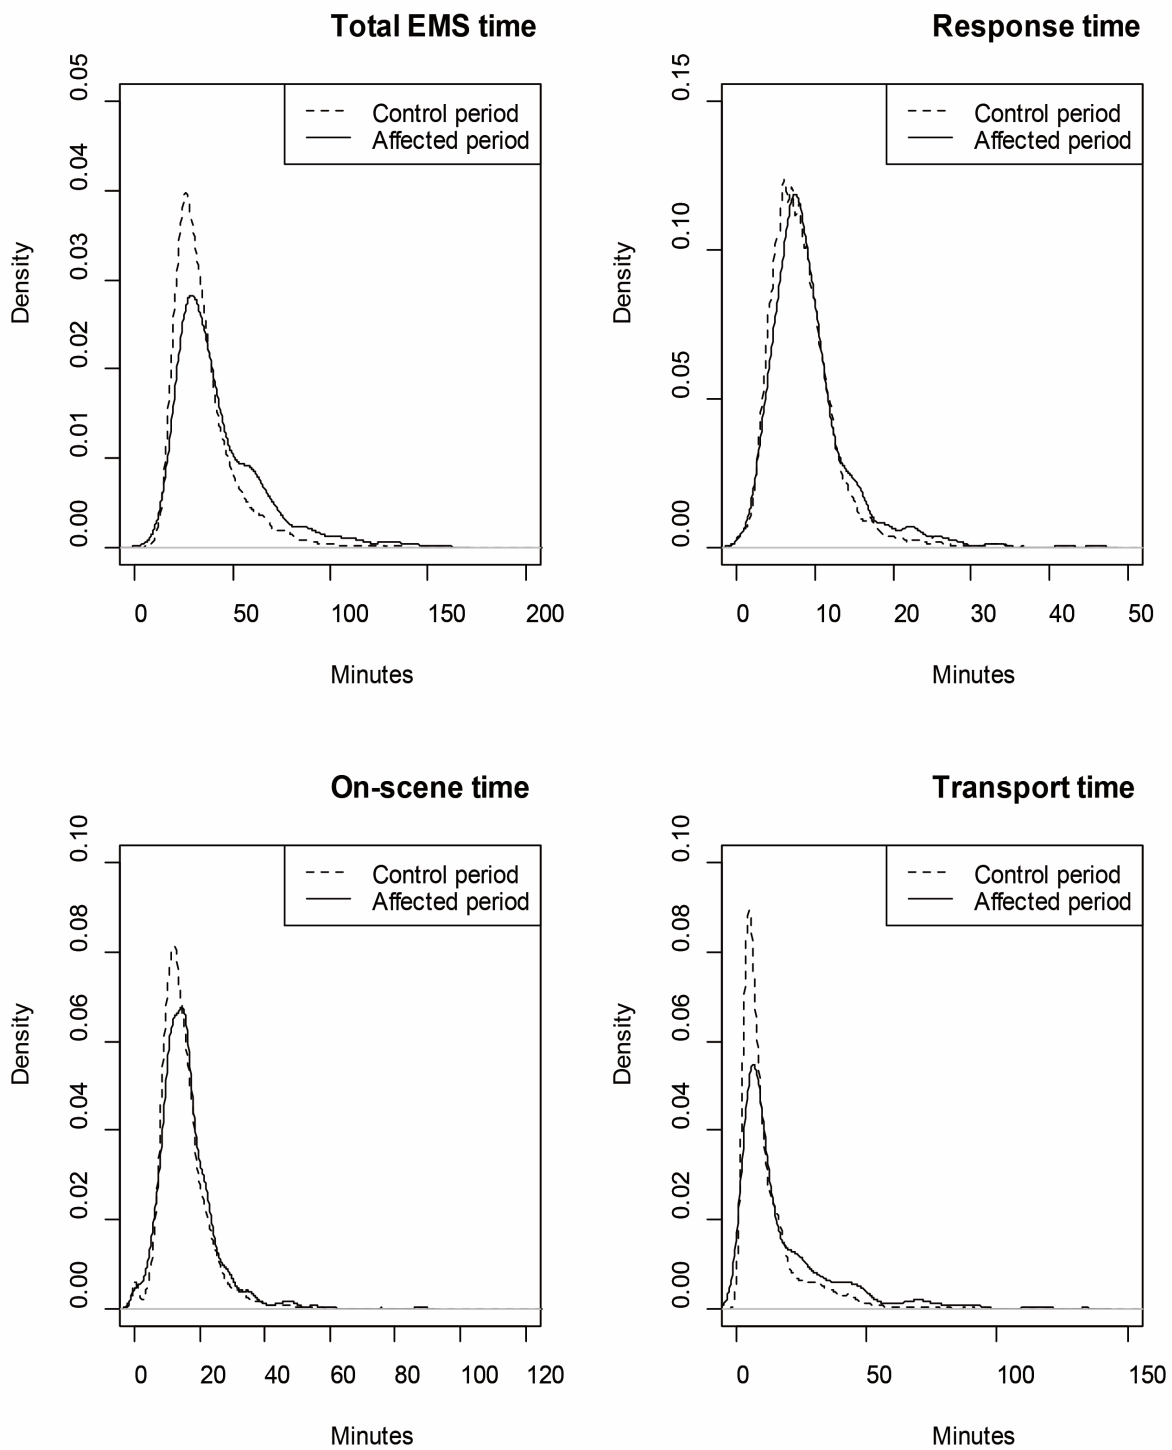 Total EMS time
Control period
Affected period
Density
0.00 0.01 0.02 0.03 0.04 0.05
0 50 100 150 200
Minutes
Response time
Control period
Affected period
Density
0.00 0.05 0.10 0.15
0 10 20 30 40 50
Minutes
On-scene time
Control period
Affected period
Density
0.00 0.02 0.04 0.06 0.08 0.10
0 20 40 60 80 100 120
Minutes
Transport time
Control period
Affected period
Density
0.00 0.02 0.04 0.06 0.08 0.10
0 50 100 150
Minutes